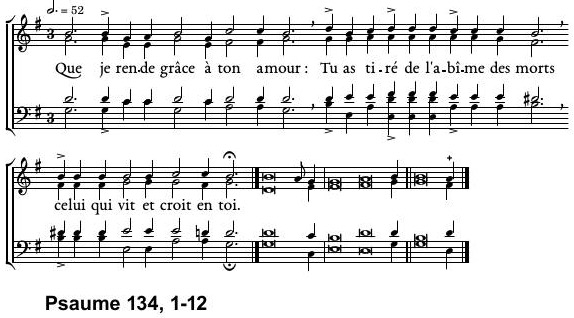 𝅗𝅥. = 52
Que je ren-de grâce à ton amour : Tu as ti-ré de l'a-bî-me des morts
celui qui vit et croit en toi.
Psaume 134, 1-12